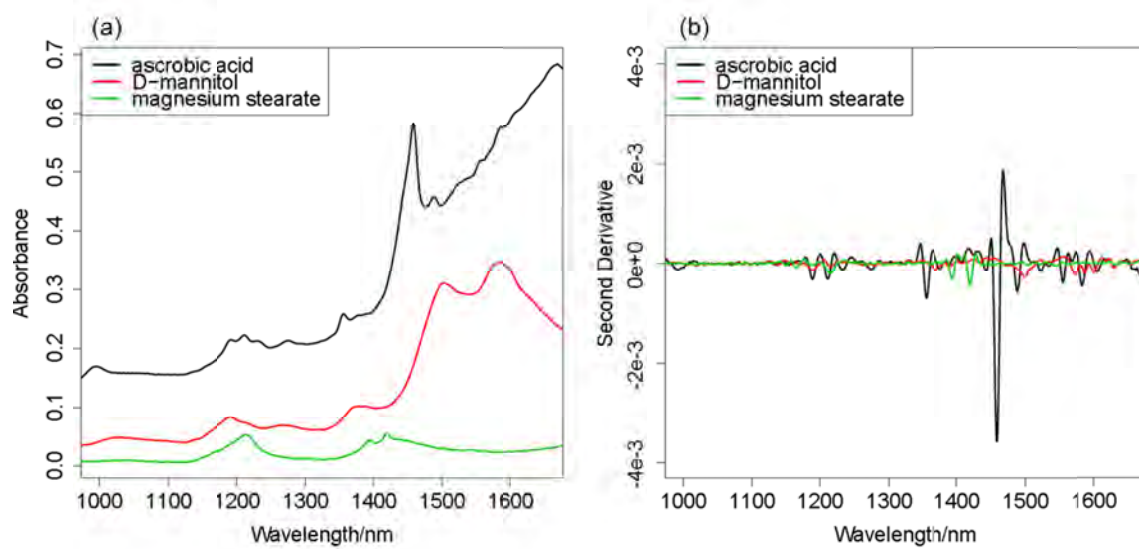 (a)
ascrobic acid
D−mannitol
magnesium stearate
Absorbance
0.7
0.6
0.5
0.4
0.3
0.2
0.1
0.0
1000 1100 1200 1300 1400 1500 1600
Wavelength/nm
(b)
ascrobic acid
D−mannitol
magnesium stearate
Second Derivative
4e-3
2e-3
0e+0
-2e-3
-4e-3
1000 1100 1200 1300 1400 1500 1600
Wavelength/nm